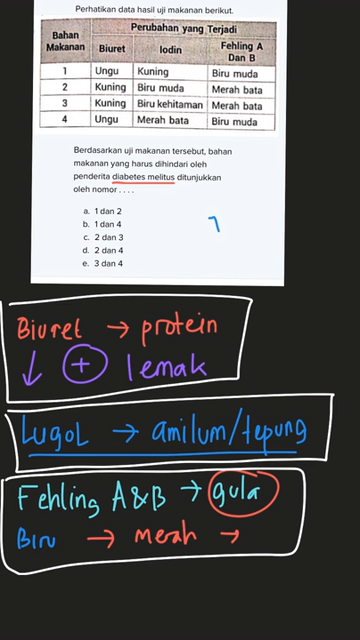 Perhatikan data hasil uji makanan berikut.
Bahan Makanan Perubahan yang Terjadi
Biuret Iodin Fehling A Dan B
1 Ungu Kuning Biru muda
2 Kuning Biru muda Merah bata
3 Kuning Biru kehitaman Merah bata
4 Ungu Merah bata Biru muda
Berdasarkan uji makanan tersebut, bahan
makanan yang harus dihindari oleh
penderita diabetes melitus ditunjukkan
oleh nomor . . . .
a. 1 dan 2
b. 1 dan 4
c. 2 dan 3
d. 2 dan 4
e. 3 dan 4
Biuret → protein
↓ + lemak
Lugol → amilum/tepung
Fehling A&B → gula
Biru → merah →